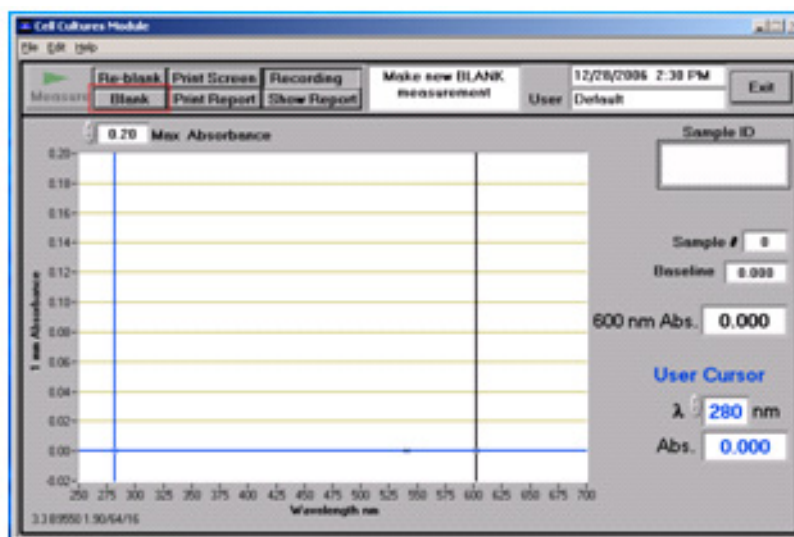 Cell Cultures Module
File Edit Help
Measure
Re-blank Print Screen Recording
Blank Print Report Show Report
Make new BLANK
measurement
12/28/2006 2:30 PM
User Default
Exit
0.20 Max Absorbance
Sample ID
0.20
0.18
0.16
0.14
0.12
0.10
0.08
0.06
0.04
0.02
0.00
-0.02
1 mm Absorbance
250 275 300 325 350 375 400 425 450 475 500 525 550 575 600 625 650 675 700
Wavelength nm
Sample # 0
Baseline 0.000
600 nm Abs. 0.000
User Cursor
λ 280 nm
Abs. 0.000